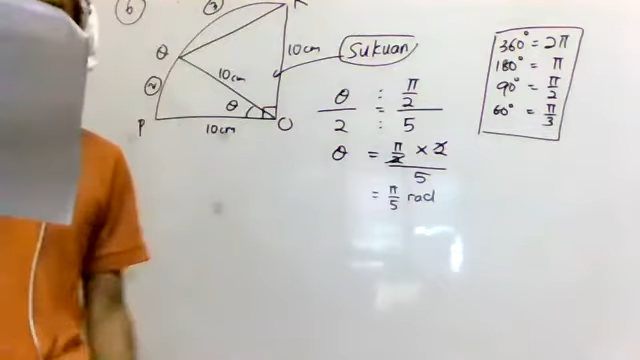 b
3
R
10cm
Sukuan
Q
10cm
2
θ
P
10cm
O
θ : π/2
2 : 5
θ = π/2 × 2
5
= π/5 rad
360° = 2π
180° = π
90° = π/2
60° = π/3